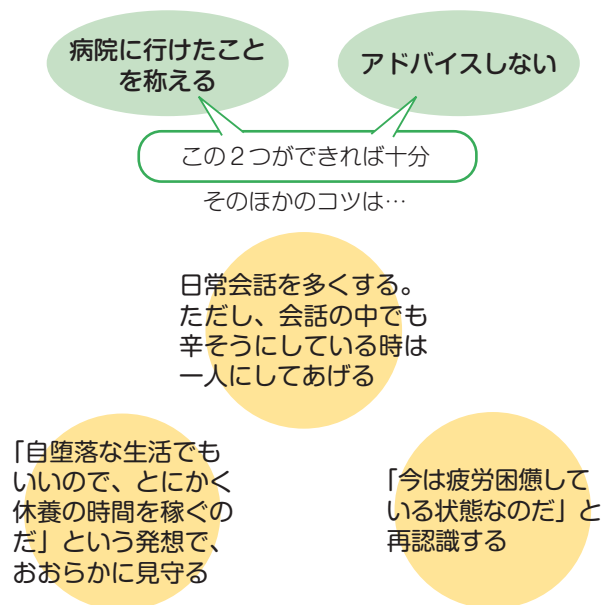 病院に行けたこと
を称える
アドバイスしない
この2つができれば十分
そのほかのコツは…
日常会話を多くする。
ただし、会話の中でも
辛そうにしている時は
一人にしてあげる
「自堕落な生活でも
いいので、とにかく
休養の時間を稼ぐの
だ」という発想で、
おおらかに見守る
「今は疲労困憊して
いる状態なのだ」と
再認識する